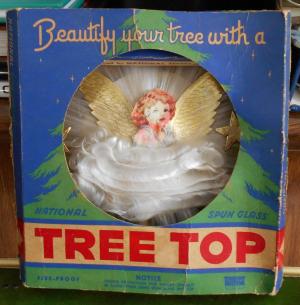 Beautify your tree with a
NATIONAL
SPUN GLASS
TREE TOP
FIRE-PROOF
NOTICE